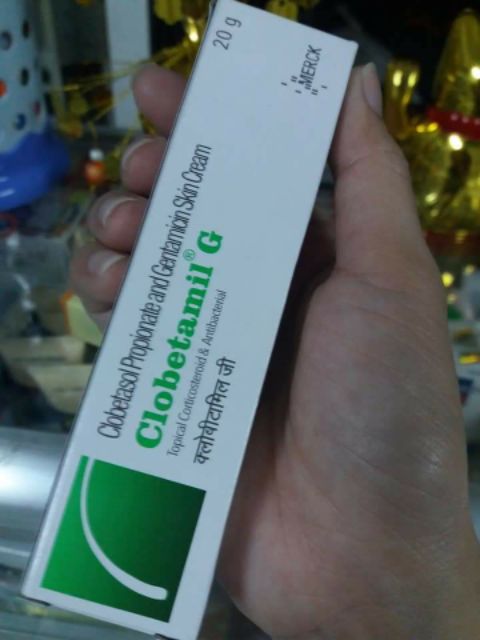 20 g
MERCK
Clobetasol Propionate and Gentamicin Skin Cream
Clobetamil® G
Topical Corticosteroid & Antibacterial
क्लोबीटामिल जी